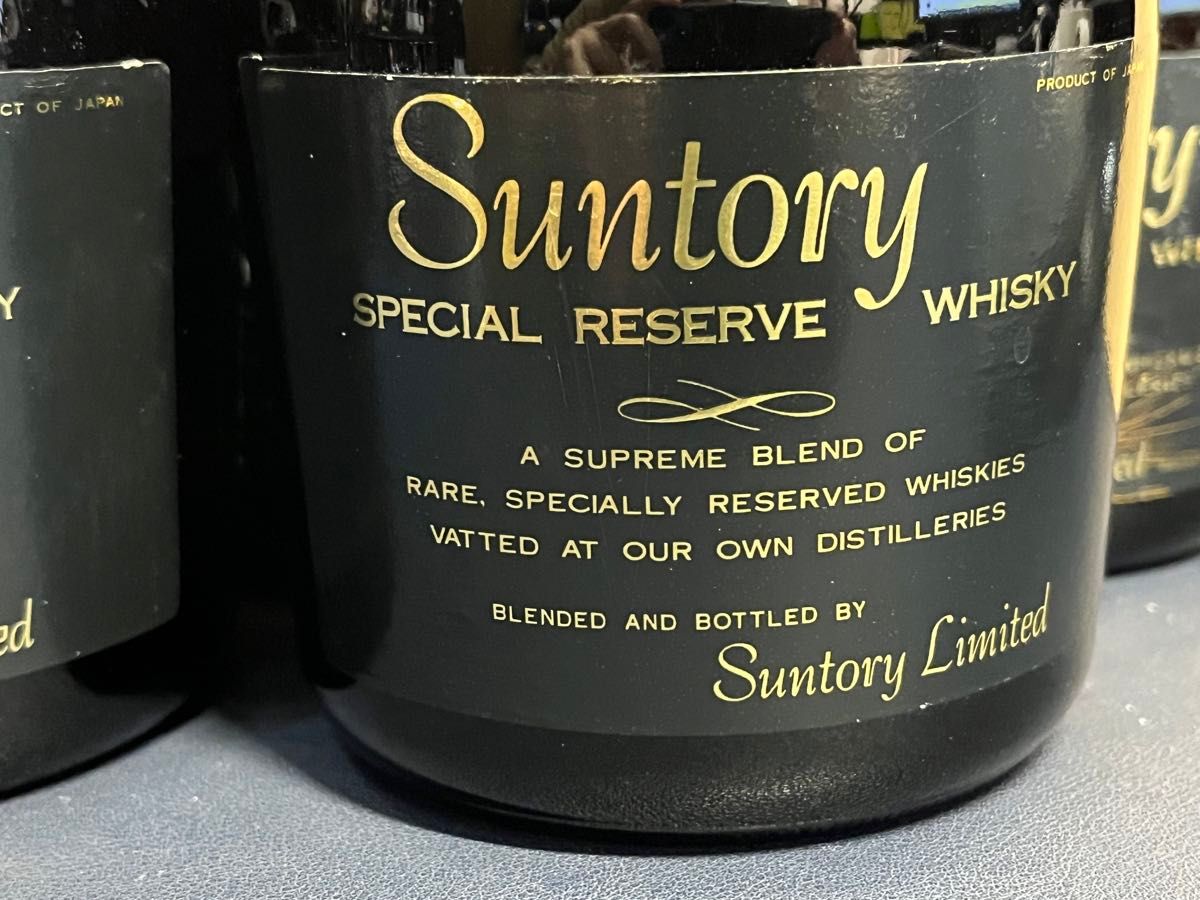 CT OF JAPAN
Y
ed
PRODUCT OF JAPAN
Suntory
SPECIAL RESERVE WHISKY
A SUPREME BLEND OF
RARE, SPECIALLY RESERVED WHISKIES
VATTED AT OUR OWN DISTILLERIES
BLENDED AND BOTTLED BY
Suntory Limited
y